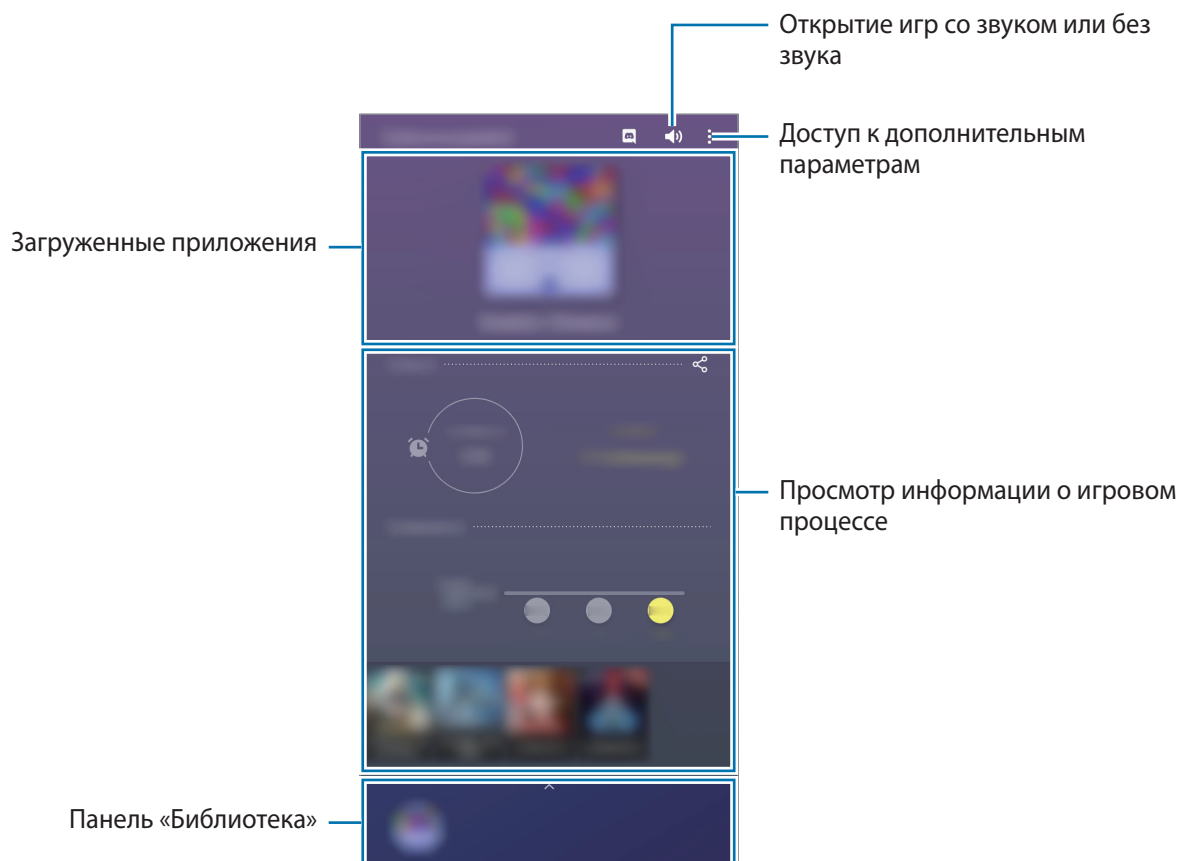 Открытие игр со звуком или без
звука
Доступ к дополнительным
параметрам
Загруженные приложения
Просмотр информации о игровом
процессе
Панель «Библиотека»